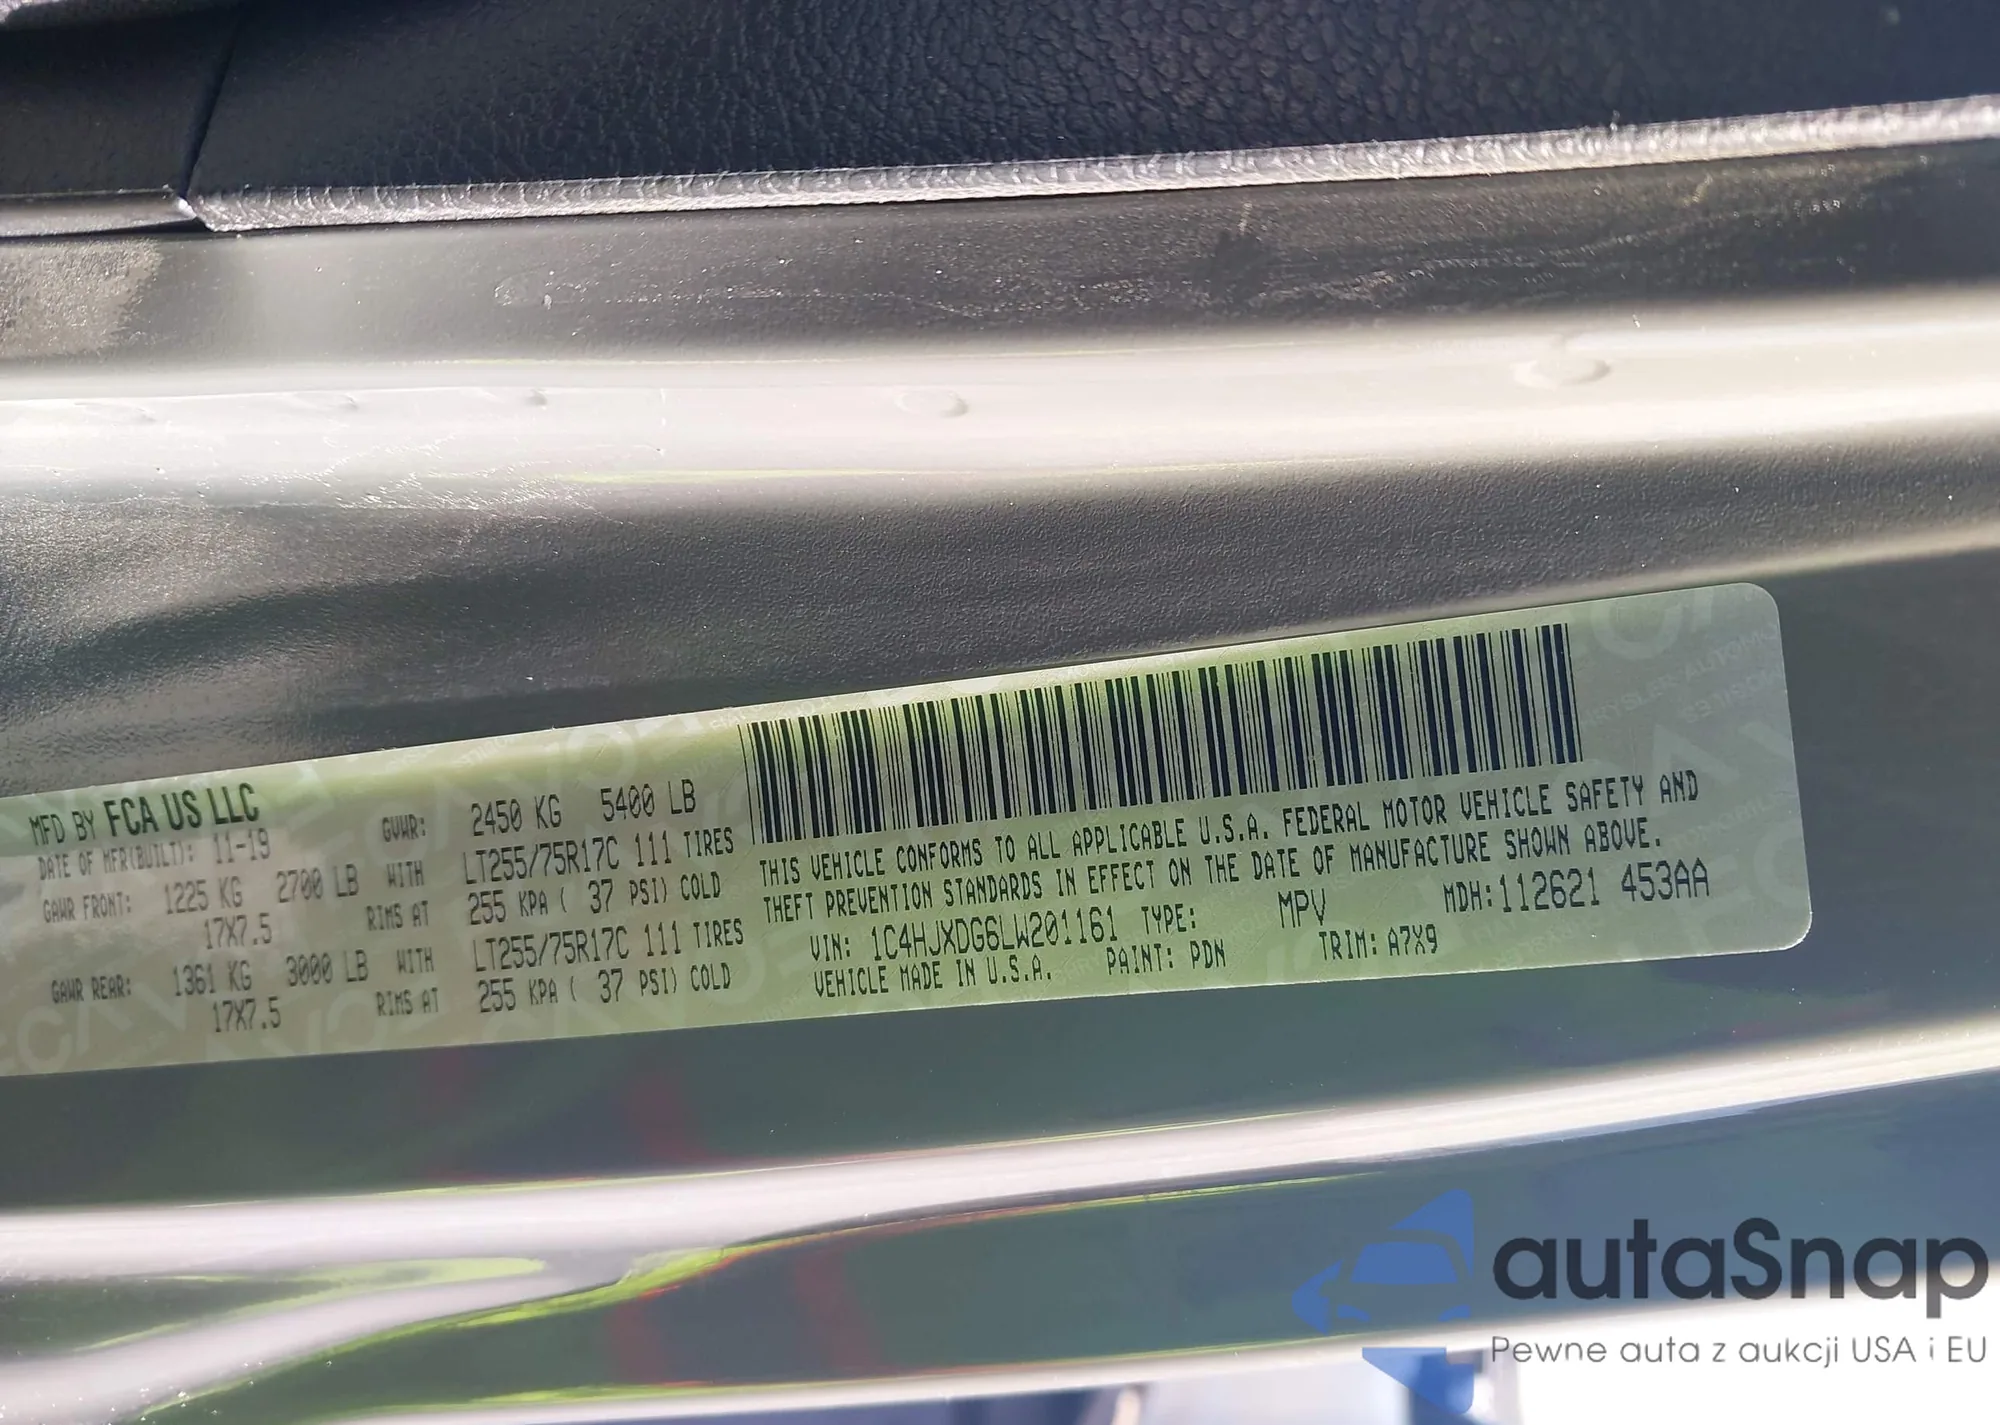 MFD BY FCA US LLC
DATE OF MFR(BUILT): 11-19
GVWR: 2450 KG 5400 LB
GAWR FRONT: 1225 KG 2700 LB WITH LT255/75R17C 111 TIRES
17X7.5 RIMS AT 255 KPA ( 37 PSI) COLD
GAWR REAR: 1361 KG 3000 LB WITH LT255/75R17C 111 TIRES
17X7.5 RIMS AT 255 KPA ( 37 PSI) COLD
THIS VEHICLE CONFORMS TO ALL APPLICABLE U.S.A. FEDERAL MOTOR VEHICLE SAFETY AND
THEFT PREVENTION STANDARDS IN EFFECT ON THE DATE OF MANUFACTURE SHOWN ABOVE.
VIN: 1C4HJXDG6LW201161 TYPE: MPV MDH:112621 453AA
VEHICLE MADE IN U.S.A. PAINT: PDN TRIM: A7X9
autaSnap
Pewne auta z aukcji USA i EU